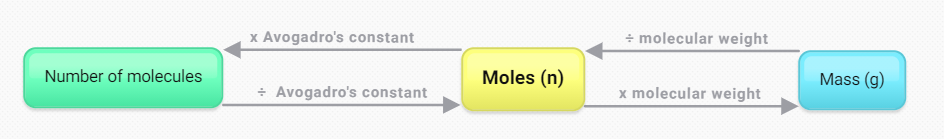 x Avogadro's constant
÷ molecular weight
Number of molecules
Moles (n)
Mass (g)
÷ Avogadro's constant
x molecular weight